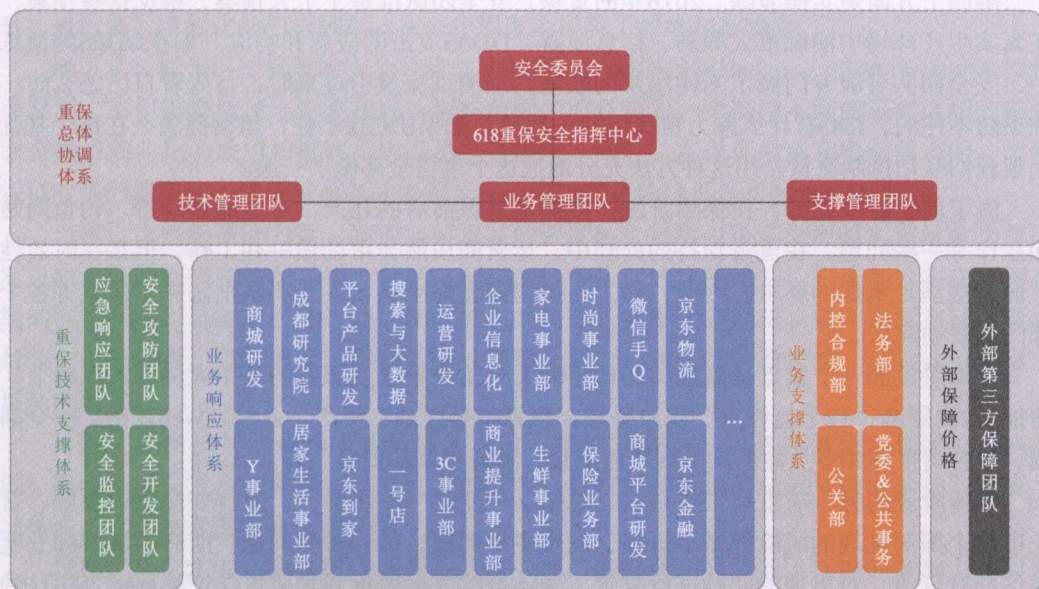 重保
总体
协调
体系
安全委员会
618重保安全指挥中心
技术管理团队
业务管理团队
支撑管理团队
重保技术支撑体系
应急响应团队
安全攻防团队
安全监控团队
安全开发团队
业务响应体系
商城研发
成都研究院
平台产品研发
搜索与大数据
运营研发
企业信息化
家电事业部
时尚事业部
微信手Q
京东物流
...
Y事业部
居家生活事业部
京东到家
一号店
3C事业部
商业提升事业部
生鲜事业部
保险业务部
商城平台研发
京东金融
业务支撑体系
内控合规部
法务部
公关部
党委&公共事务
外部保障价格
外部第三方保障团队